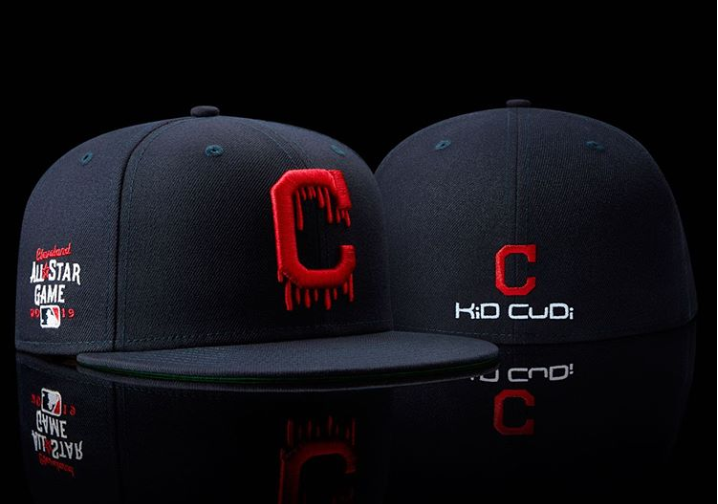 Cleveland
ALL STAR
GAME
2019
C
C
KiD CuDi